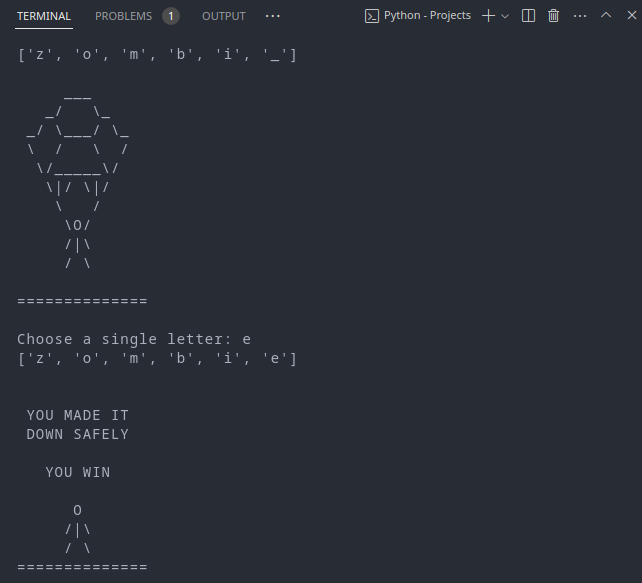 TERMINAL PROBLEMS 1 OUTPUT ··· Python - Projects
['z', 'o', 'm', 'b', 'i', '_']
     ___
   _/   \_
 _/ \___/ \_
 \  /   \  /
  \/_____\/
   \|/ \|/
    \   /
     \O/
     /|\
     / \
==============
Choose a single letter: e
['z', 'o', 'm', 'b', 'i', 'e']
 YOU MADE IT
 DOWN SAFELY
   YOU WIN
      O
     /|\
     / \
==============